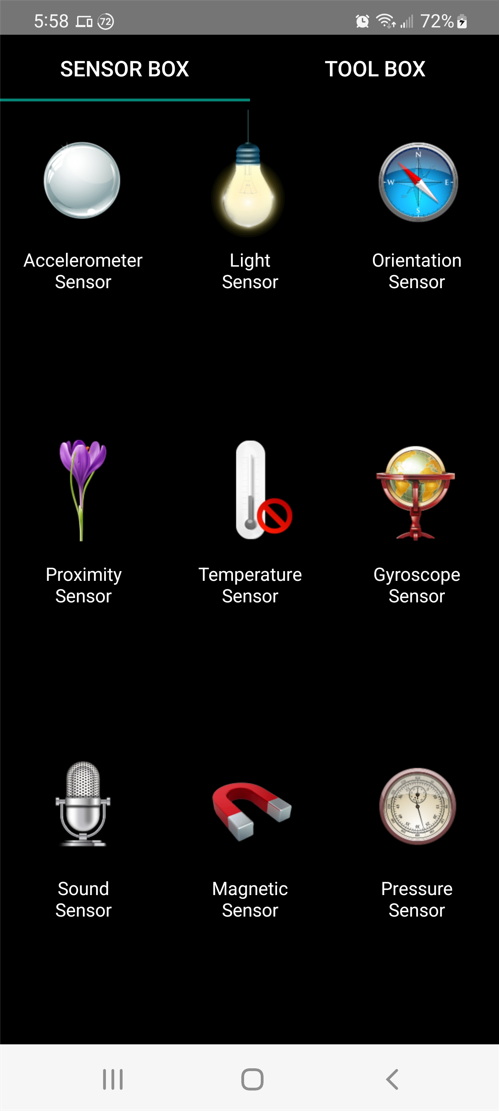 5:58 72 72%
SENSOR BOX TOOL BOX
N
W E
S
Accelerometer Light Orientation
Sensor Sensor Sensor
Proximity Temperature Gyroscope
Sensor Sensor Sensor
Sound Magnetic Pressure
Sensor Sensor Sensor